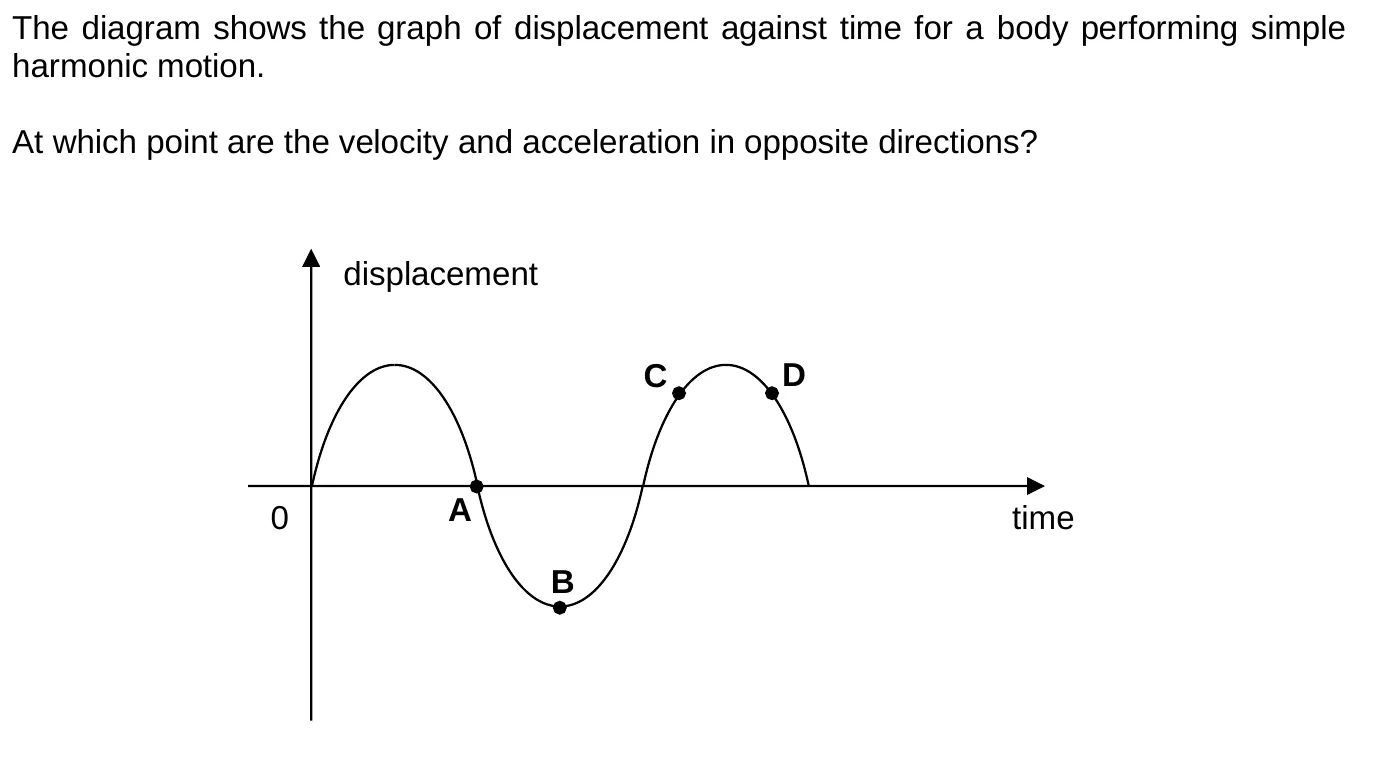 The diagram shows the graph of displacement against time for a body performing simple
harmonic motion.
At which point are the velocity and acceleration in opposite directions?
displacement
C
D
A
0
time
B